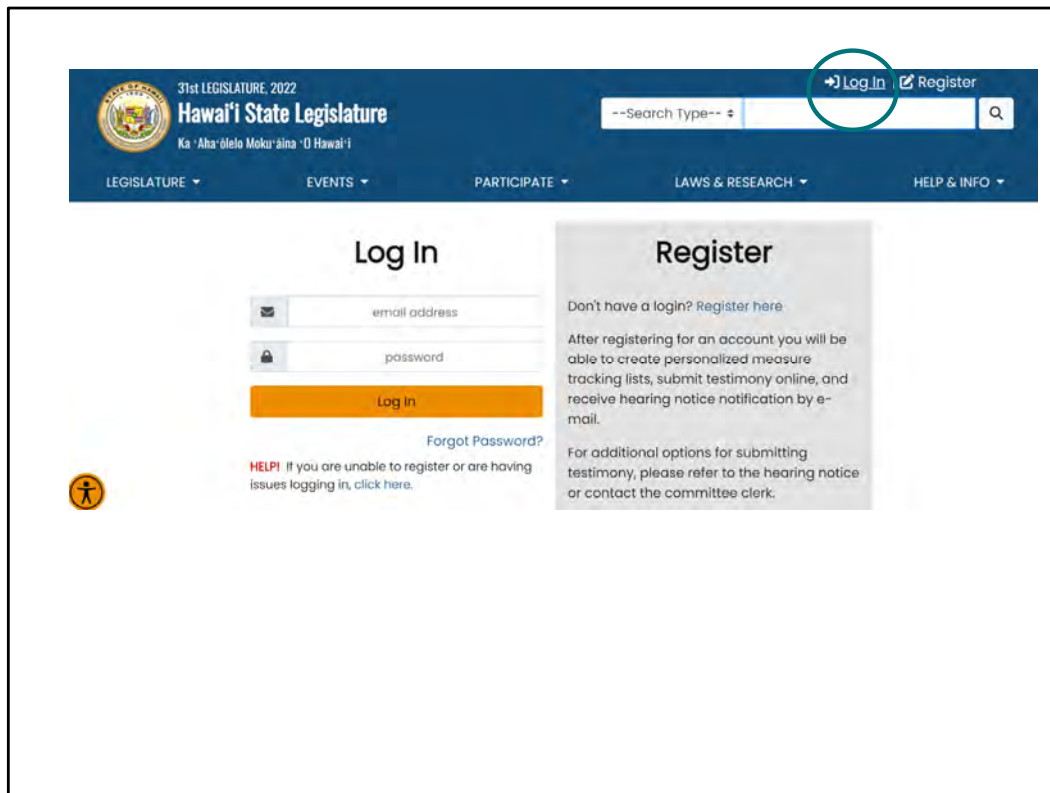 31st LEGISLATURE, 2022
Hawaiʻi State Legislature
Ka ʻAhaʻōlelo Mokuʻāina ʻO Hawaiʻi
Log In
Register
--Search Type--
LEGISLATURE
EVENTS
PARTICIPATE
LAWS & RESEARCH
HELP & INFO
Log In
email address
password
Log In
Forgot Password?
HELP! If you are unable to register or are having
issues logging in, click here.
Register
Don't have a login? Register here
After registering for an account you will be
able to create personalized measure
tracking lists, submit testimony online, and
receive hearing notice notification by e-
mail.
For additional options for submitting
testimony, please refer to the hearing notice
or contact the committee clerk.